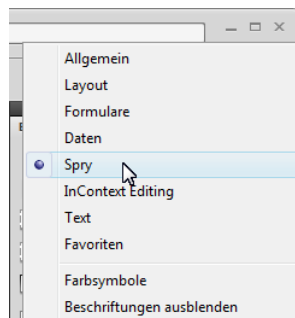 Allgemein
Layout
Formulare
Daten
Spry
InContext Editing
Text
Favoriten
Farbsymbole
Beschriftungen ausblenden